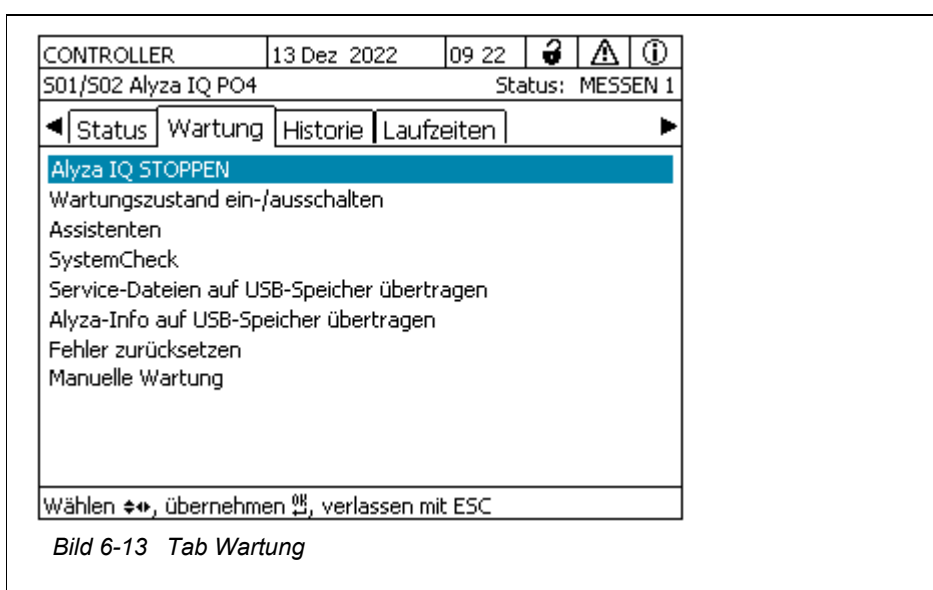 CONTROLLER 13 Dez 2022 09 22
S01/S02 Alyza IQ PO4 Status: MESSEN 1
Status Wartung Historie Laufzeiten
Alyza IQ STOPPEN
Wartungszustand ein-/ausschalten
Assistenten
SystemCheck
Service-Dateien auf USB-Speicher übertragen
Alyza-Info auf USB-Speicher übertragen
Fehler zurücksetzen
Manuelle Wartung
Wählen , übernehmen OK, verlassen mit ESC
Bild 6-13 Tab Wartung